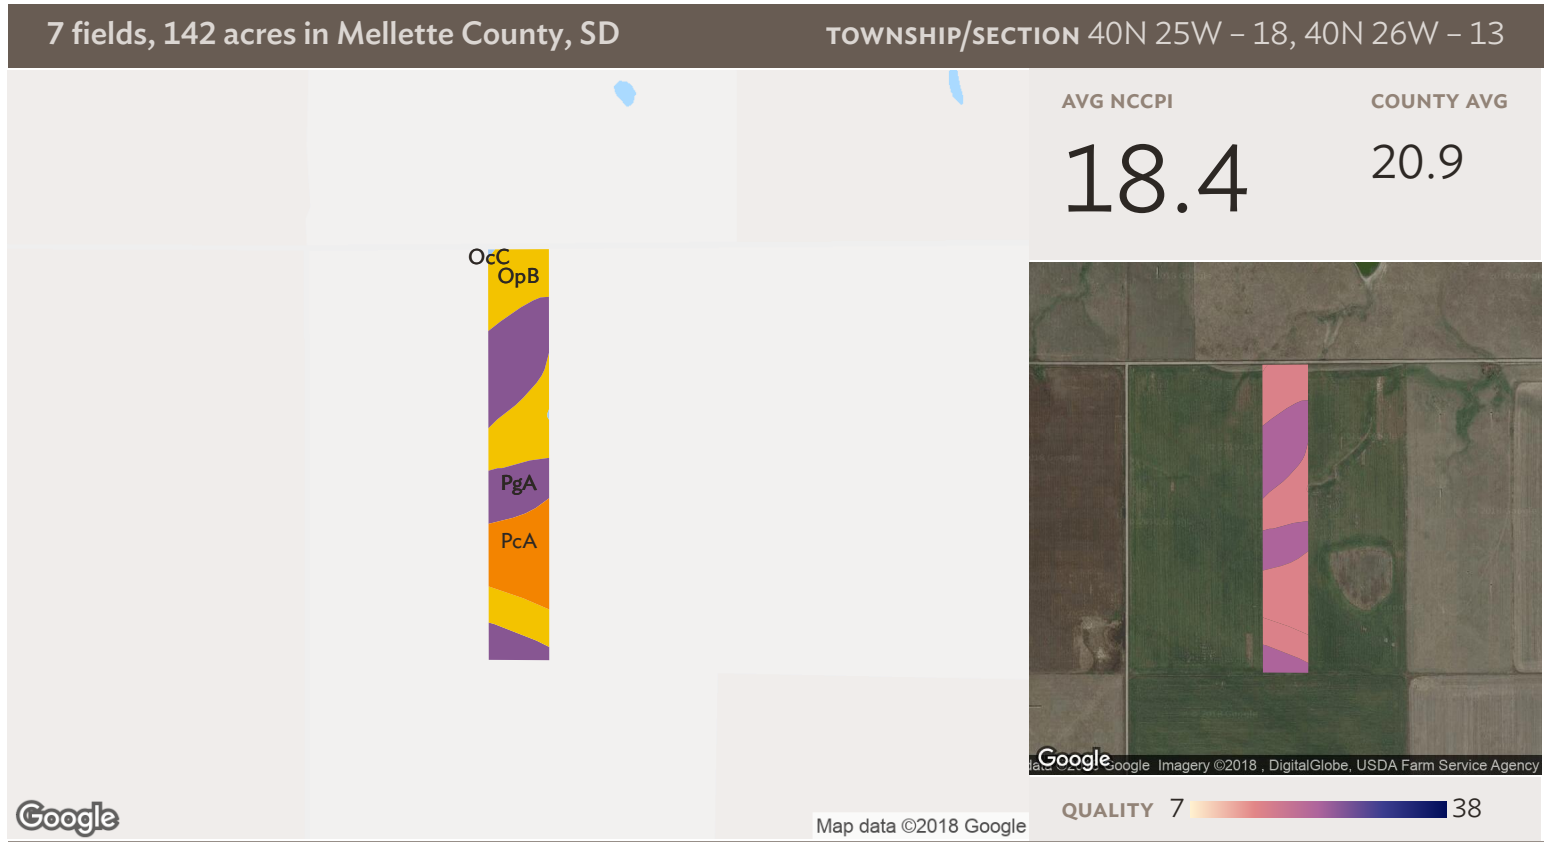 7 fields, 142 acres in Mellette County, SD
TOWNSHIP/SECTION 40N 25W – 18, 40N 26W – 13
OcC
OpB
PgA
PcA
Google
Map data ©2018 Google
AVG NCCPI
COUNTY AVG
18.4
20.9
Google
Google Imagery ©2018 , DigitalGlobe, USDA Farm Service Agency
QUALITY 7 38